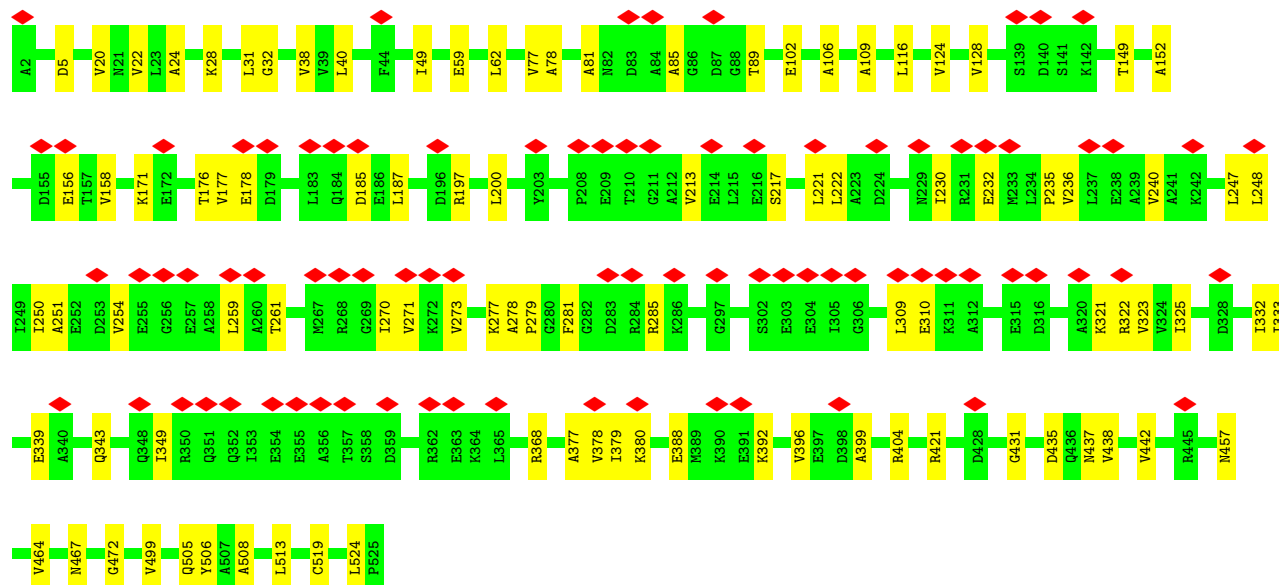 A2 D5 V20 N21 V22 L23 A24 K28 L31 G32 V38 V39 L40 F44 I49 E59 L62 V77 A78 A81 N82 D83 A84 A85 G86 D87 G88 T89 E102 A106 A109 L116 V124 V128 S139 D140 S141 K142 T149 A152
D155 E156 T157 V158 K171 E172 T176 V177 E178 D179 L183 Q184 D185 E186 L187 D196 R197 L200 Y203 P208 E209 T210 G211 A212 V213 E214 L215 E216 S217 L221 L222 A223 D224 N229 I230 R231 E232 M233 L234 P235 V236 L237 E238 A239 V240 A241 K242 L247 L248
I249 I250 A251 E252 D253 V254 E255 G256 E257 A258 L259 A260 T261 M267 R268 G269 I270 V271 K272 V273 K277 A278 P279 G280 F281 G282 D283 R284 R285 K286 G297 S302 E303 E304 I305 G306 L309 E310 K311 A312 E315 D316 A320 K321 R322 V323 V324 I325 D328 I332
E339 A340 Q343 Q348 I349 R350 Q351 Q352 I353 E354 E355 A356 T357 S358 D359 R362 E363 K364 L365 R368 A377 V378 I379 K380 E388 M389 K390 E391 K392 V396 E397 D398 A399 R404 R421 D428 G431 D435 Q436 N437 V438 V442 R445 N457
V464 N467 G472 V499 Q505 Y506 A507 A508 L513 C519 L524 P525